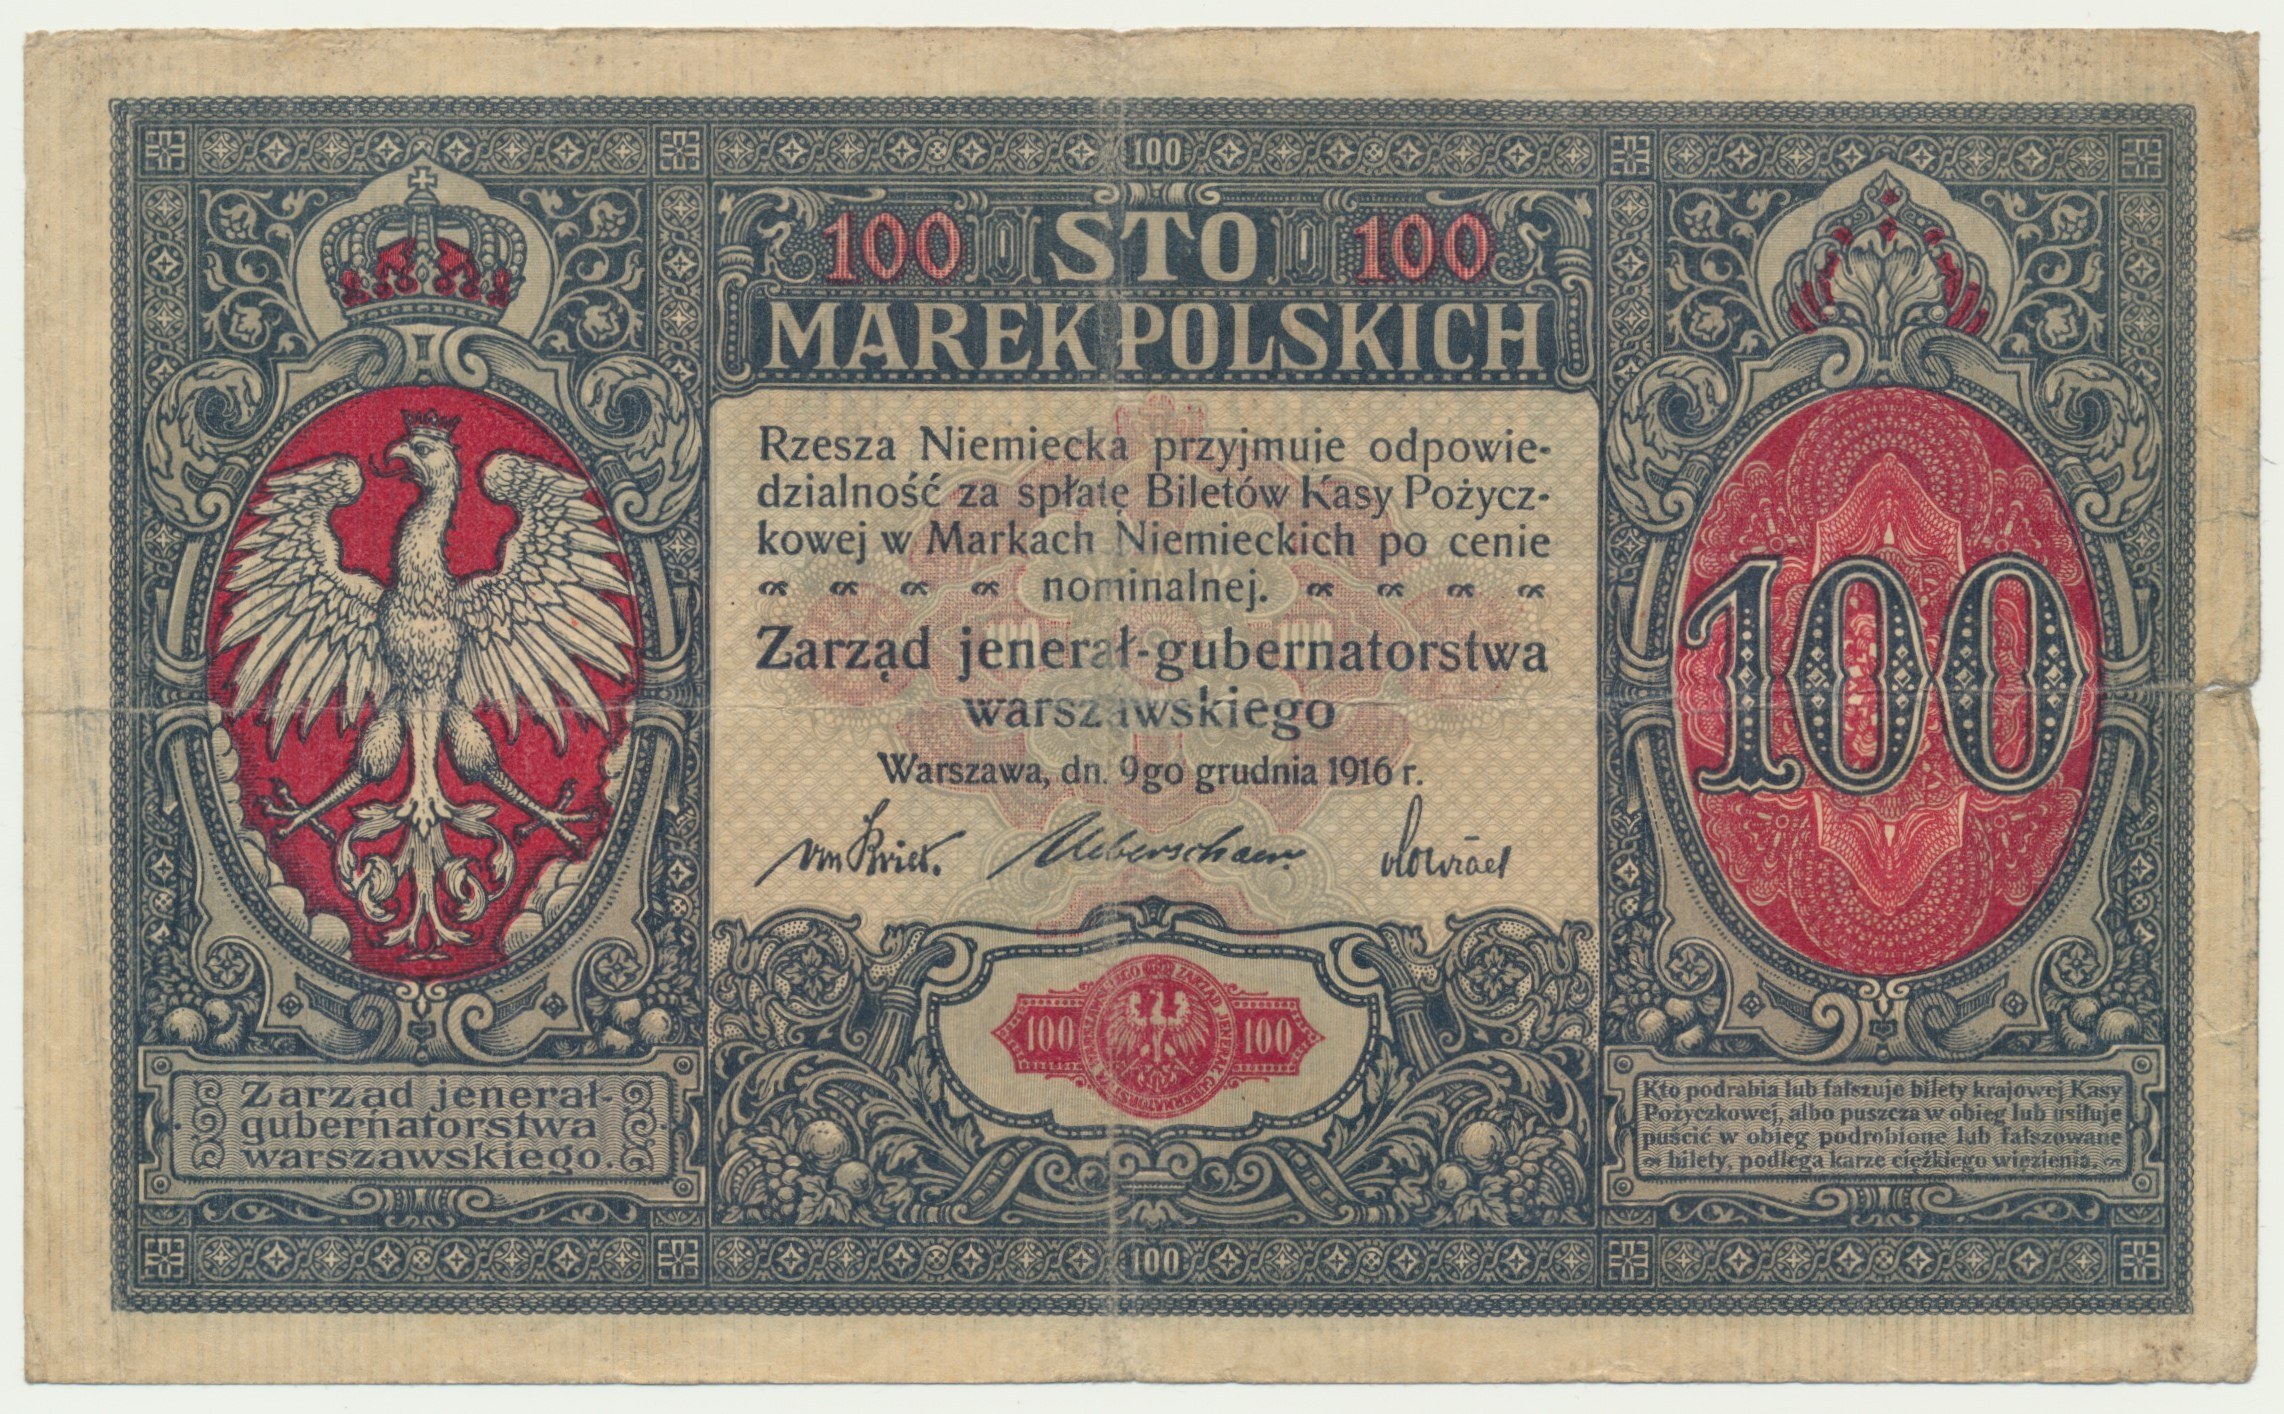 100
100 STO 100
MAREK POLSKICH
Rzesza Niemiecka przyjmuje odpowie-
dzialność za spłatę Biletów Kasy Pożycz-
kowej w Markach Niemieckich po cenie
nominalnej.
Zarząd jenerał-gubernatorstwa
warszawskiego
Warszawa, dn. 9go grudnia 1916 r.
100
100 100
Zarząd jenerał-
gubernatorstwa
warszawskiego.
Kto podrabia lub fałszuje bilety krajowej Kasy
Pożyczkowej, albo puszcza w obieg lub usiłuje
puścić w obieg podrobione lub fałszowane
bilety, podlega karze ciężkiego więzienia.
100